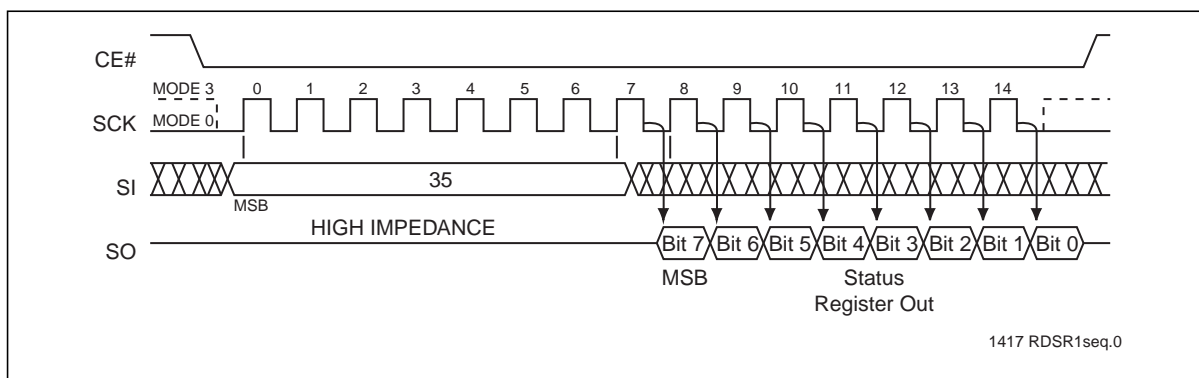 CE#
MODE 3 0 1 2 3 4 5 6 7 8 9 10 11 12 13 14
SCK MODE 0
SI 35
MSB
HIGH IMPEDANCE
SO Bit 7 Bit 6 Bit 5 Bit 4 Bit 3 Bit 2 Bit 1 Bit 0
MSB Status
Register Out
1417 RDSR1seq.0